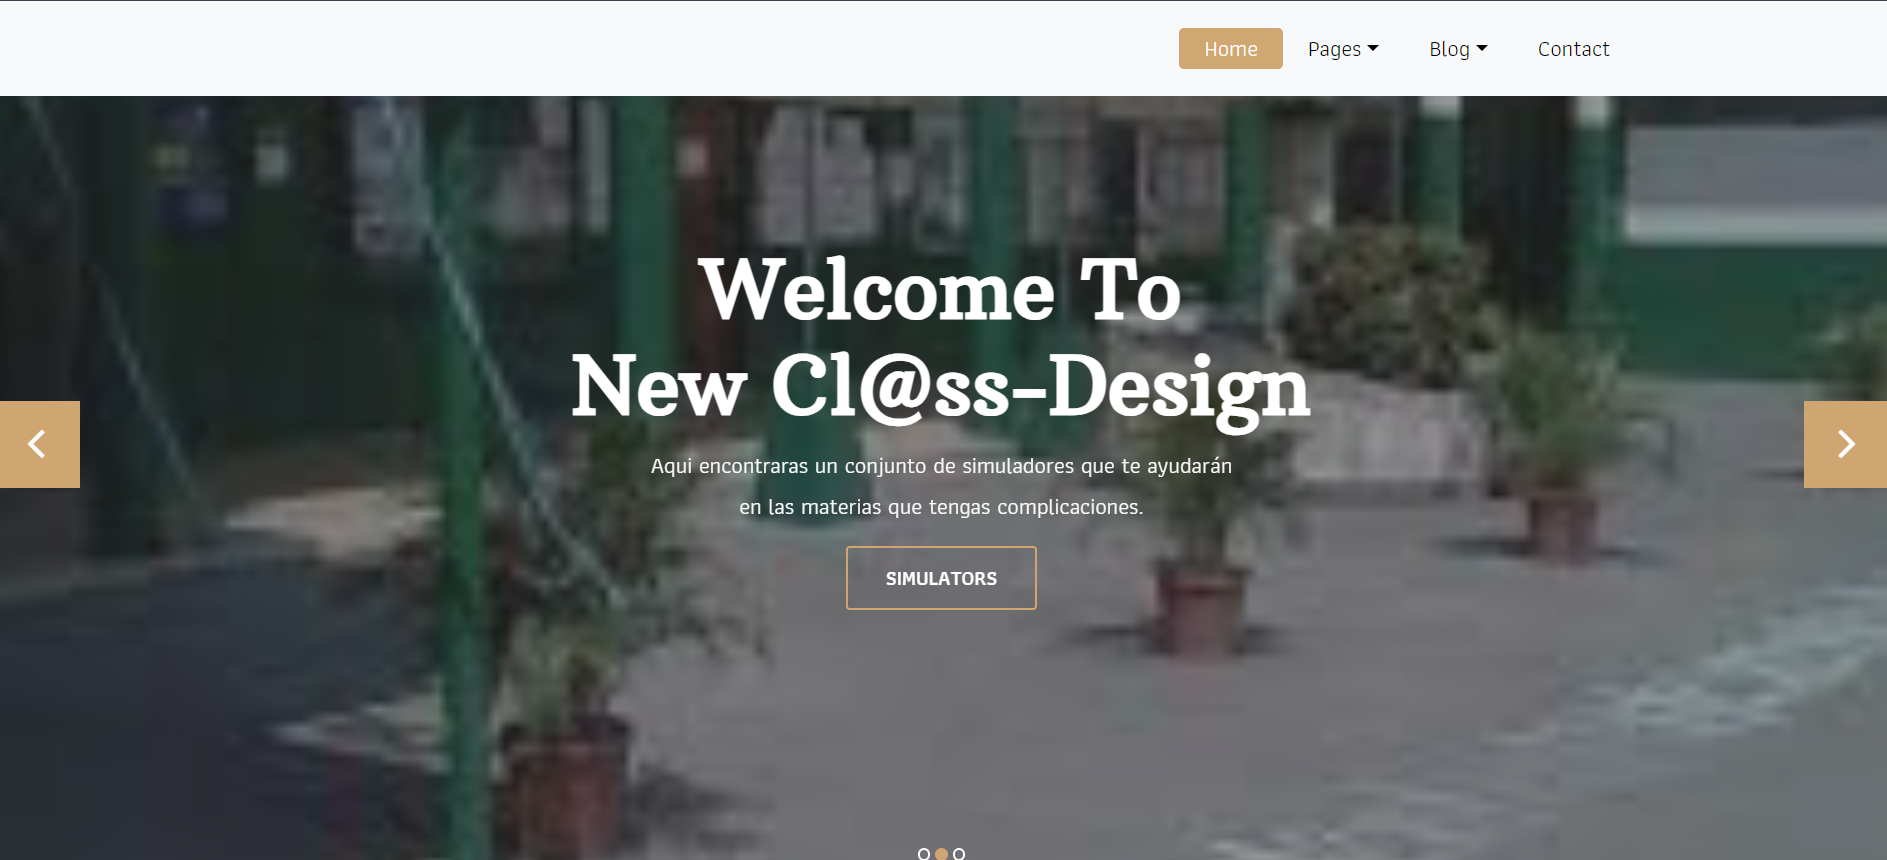 Home Pages Blog Contact
Welcome To
New Cl@ss-Design
Aqui encontraras un conjunto de simuladores que te ayudarán
en las materias que tengas complicaciones.
SIMULATORS